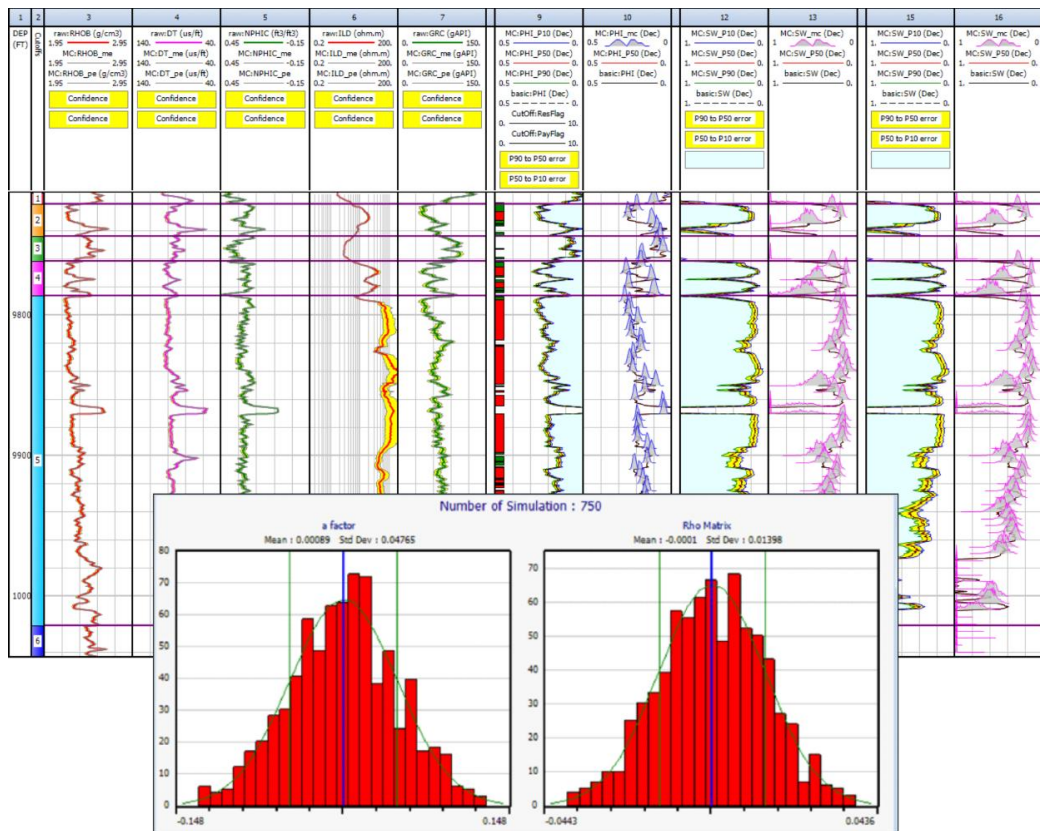 1 2 3 4 5 6 7 9 10 12 13 15 16
DEP (FT)
Cutoffs
raw:RHOB (g/cm3)
1.95 2.95
MC:RHOB_me
1.95 2.95
MC:RHOB_pe (g/cm3)
1.95 2.95
Confidence
Confidence
raw:DT (us/ft)
140. 40.
MC:DT_me (us/ft)
140. 40.
MC:DT_pe (us/ft)
140. 40.
Confidence
Confidence
raw:NPHIC (ft3/ft3)
0.45 -0.15
MC:NPHIC_me
0.45 -0.15
MC:NPHIC_pe
0.45 -0.15
Confidence
Confidence
raw:ILD (ohm.m)
0.2 200.
MC:ILD_me (ohm.m)
0.2 200.
MC:ILD_pe (ohm.m)
0.2 200.
Confidence
Confidence
raw:GRC (gAPI)
0. 150.
MC:GRC_me (gAPI)
0. 150.
MC:GRC_pe (gAPI)
0. 150.
Confidence
Confidence
MC:PHI_P10 (Dec)
0.5 0.
MC:PHI_P50 (Dec)
0.5 0.
MC:PHI_P90 (Dec)
0.5 0.
basic:PHI (Dec)
0.5 0.
CutOff:ResFlag
0. 10.
CutOff:PayFlag
0. 10.
P90 to P50 error
P50 to P10 error
MC:PHI_mc (Dec)
0.5 0
MC:PHI_P50 (Dec)
0.5 0.
basic:PHI (Dec)
0.5 0.
MC:SW_P10 (Dec)
1. 0.
MC:SW_P50 (Dec)
1. 0.
MC:SW_P90 (Dec)
1. 0.
basic:SW (Dec)
1. 0.
P90 to P50 error
P50 to P10 error
MC:SW_mc (Dec)
1 0
MC:SW_P50 (Dec)
1. 0.
basic:SW (Dec)
1. 0.
MC:SW_P10 (Dec)
1. 0.
MC:SW_P50 (Dec)
1. 0.
MC:SW_P90 (Dec)
1. 0.
basic:SW (Dec)
1. 0.
P90 to P50 error
P50 to P10 error
MC:SW_mc (Dec)
1 0
MC:SW_P50 (Dec)
1. 0.
basic:SW (Dec)
1. 0.
1
2
3
4
9800
9900
5
1000
6
Number of Simulation : 750
a factor
Mean : 0.00089 Std Dev : 0.04765
80
70
60
50
40
30
20
10
0
-0.148 0.148
Rho Matrix
Mean : -0.0001 Std Dev : 0.01398
70
60
50
40
30
20
10
0
-0.0443 0.0436